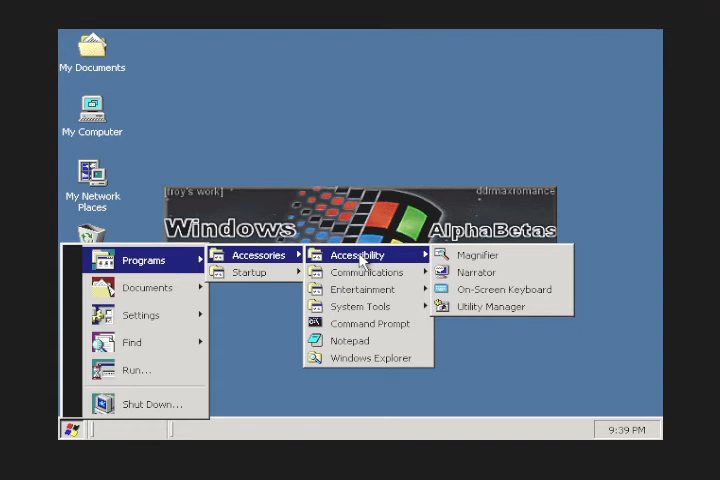 My Documents
My Computer
My Network
Places
[troy's work]
ddrmaxromance
Windows
AlphaBetas
Programs
Documents
Settings
Find
Run...
Shut Down...
Accessories
Startup
Accessibility
Communications
Entertainment
System Tools
Command Prompt
Notepad
Windows Explorer
Magnifier
Narrator
On-Screen Keyboard
Utility Manager
9:39 PM